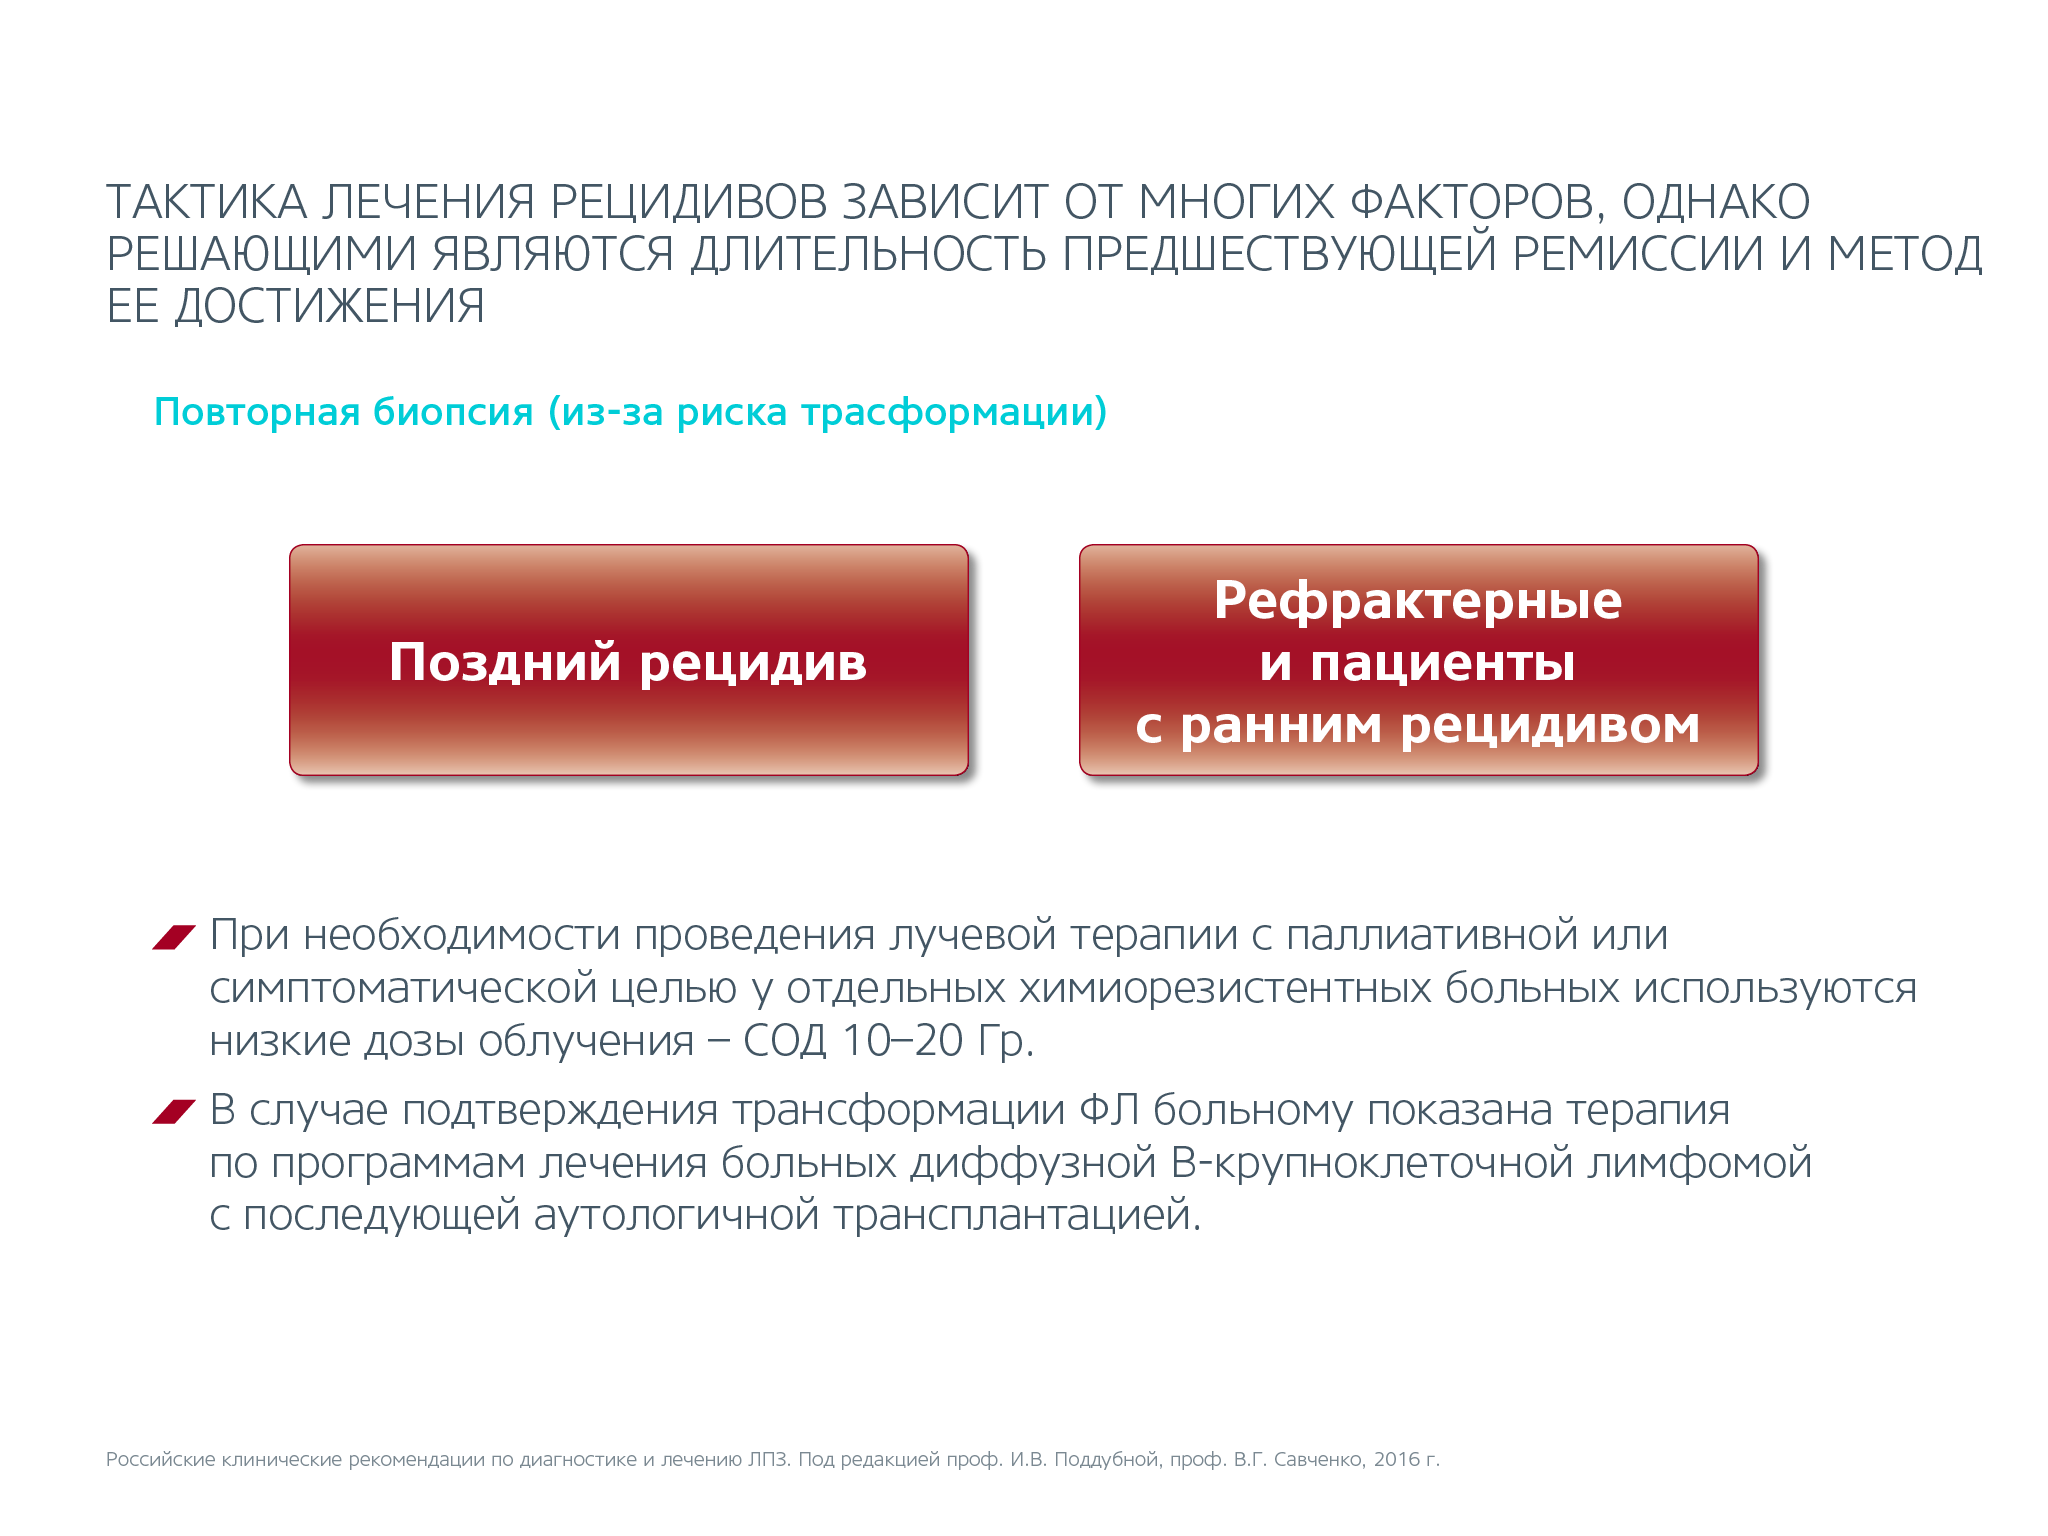 ТАКТИКА ЛЕЧЕНИЯ РЕЦИДИВОВ ЗАВИСИТ ОТ МНОГИХ ФАКТОРОВ, ОДНАКО
РЕШАЮЩИМИ ЯВЛЯЮТСЯ ДЛИТЕЛЬНОСТЬ ПРЕДШЕСТВУЮЩЕЙ РЕМИССИИ И МЕТОД
ЕЕ ДОСТИЖЕНИЯ
Повторная биопсия (из-за риска трасформации)
Поздний рецидив
Рефрактерные
и пациенты
с ранним рецидивом
При необходимости проведения лучевой терапии с паллиативной или
симптоматической целью у отдельных химиорезистентных больных используются
низкие дозы облучения – СОД 10–20 Гр.
В случае подтверждения трансформации ФЛ больному показана терапия
по программам лечения больных диффузной В-крупноклеточной лимфомой
с последующей аутологичной трансплантацией.
Российские клинические рекомендации по диагностике и лечению ЛПЗ. Под редакцией проф. И.В. Поддубной, проф. В.Г. Савченко, 2016 г.